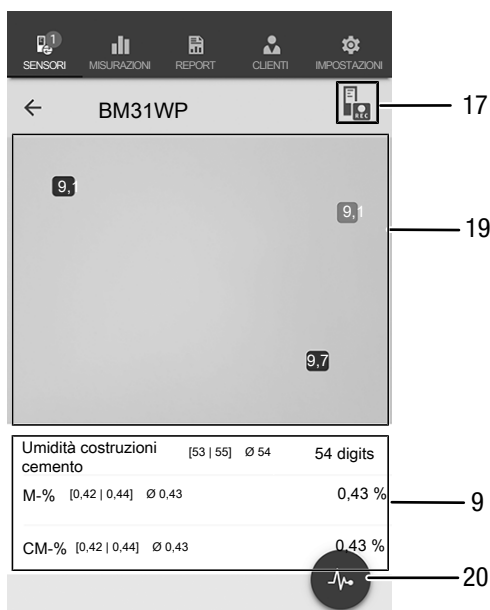 1
SENSORI MISURAZIONI REPORT CLIENTI IMPOSTAZIONI
BM31WP
REC
17
9,1
9,1
19
9,7
Umidità costruzioni cemento [53 | 55] Ø 54 54 digits
M-% [0,42 | 0,44] Ø 0,43 0,43 %
9
CM-% [0,42 | 0,44] Ø 0,43 0,43 %
20